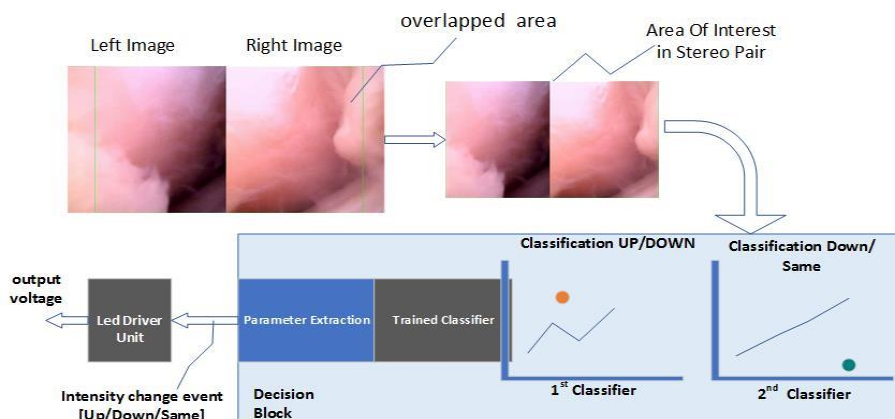 overlapped area
Left Image
Right Image
Area Of Interest
in Stereo Pair
Classification UP/DOWN
Classification Down/
Same
output
voltage
Led Driver
Unit
Parameter Extraction
Trained Classifier
Intensity change event
[Up/Down/Same]
Decision
Block
1st Classifier
2nd Classifier